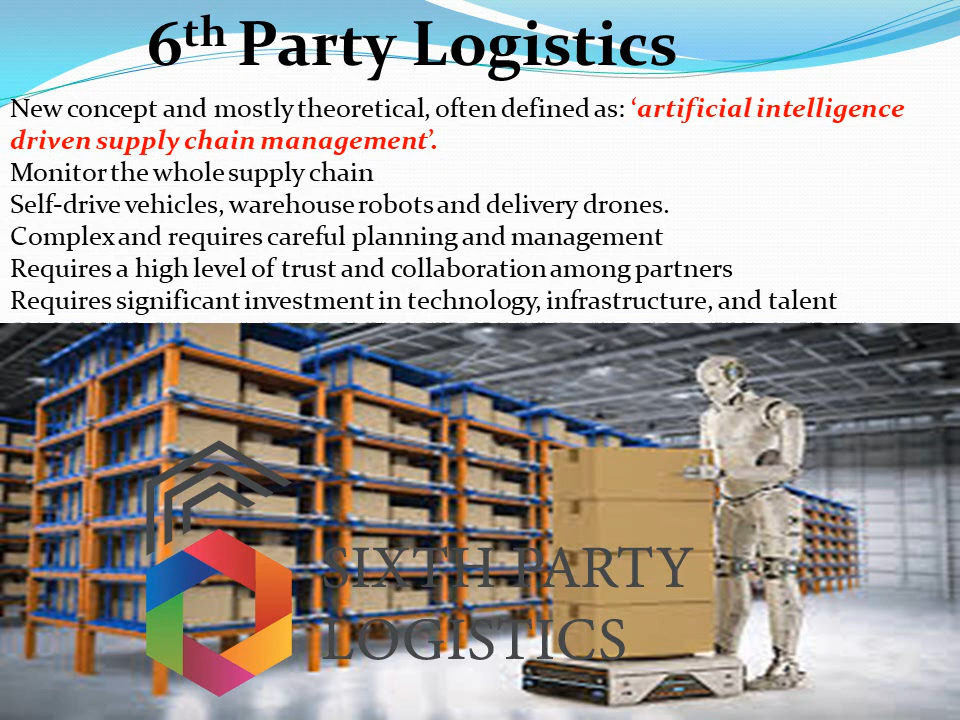 6th Party Logistics
New concept and mostly theoretical, often defined as: ‘artificial intelligence
driven supply chain management’.
Monitor the whole supply chain
Self-drive vehicles, warehouse robots and delivery drones.
Complex and requires careful planning and management
Requires a high level of trust and collaboration among partners
Requires significant investment in technology, infrastructure, and talent
SIXTH PARTY
LOGISTICS